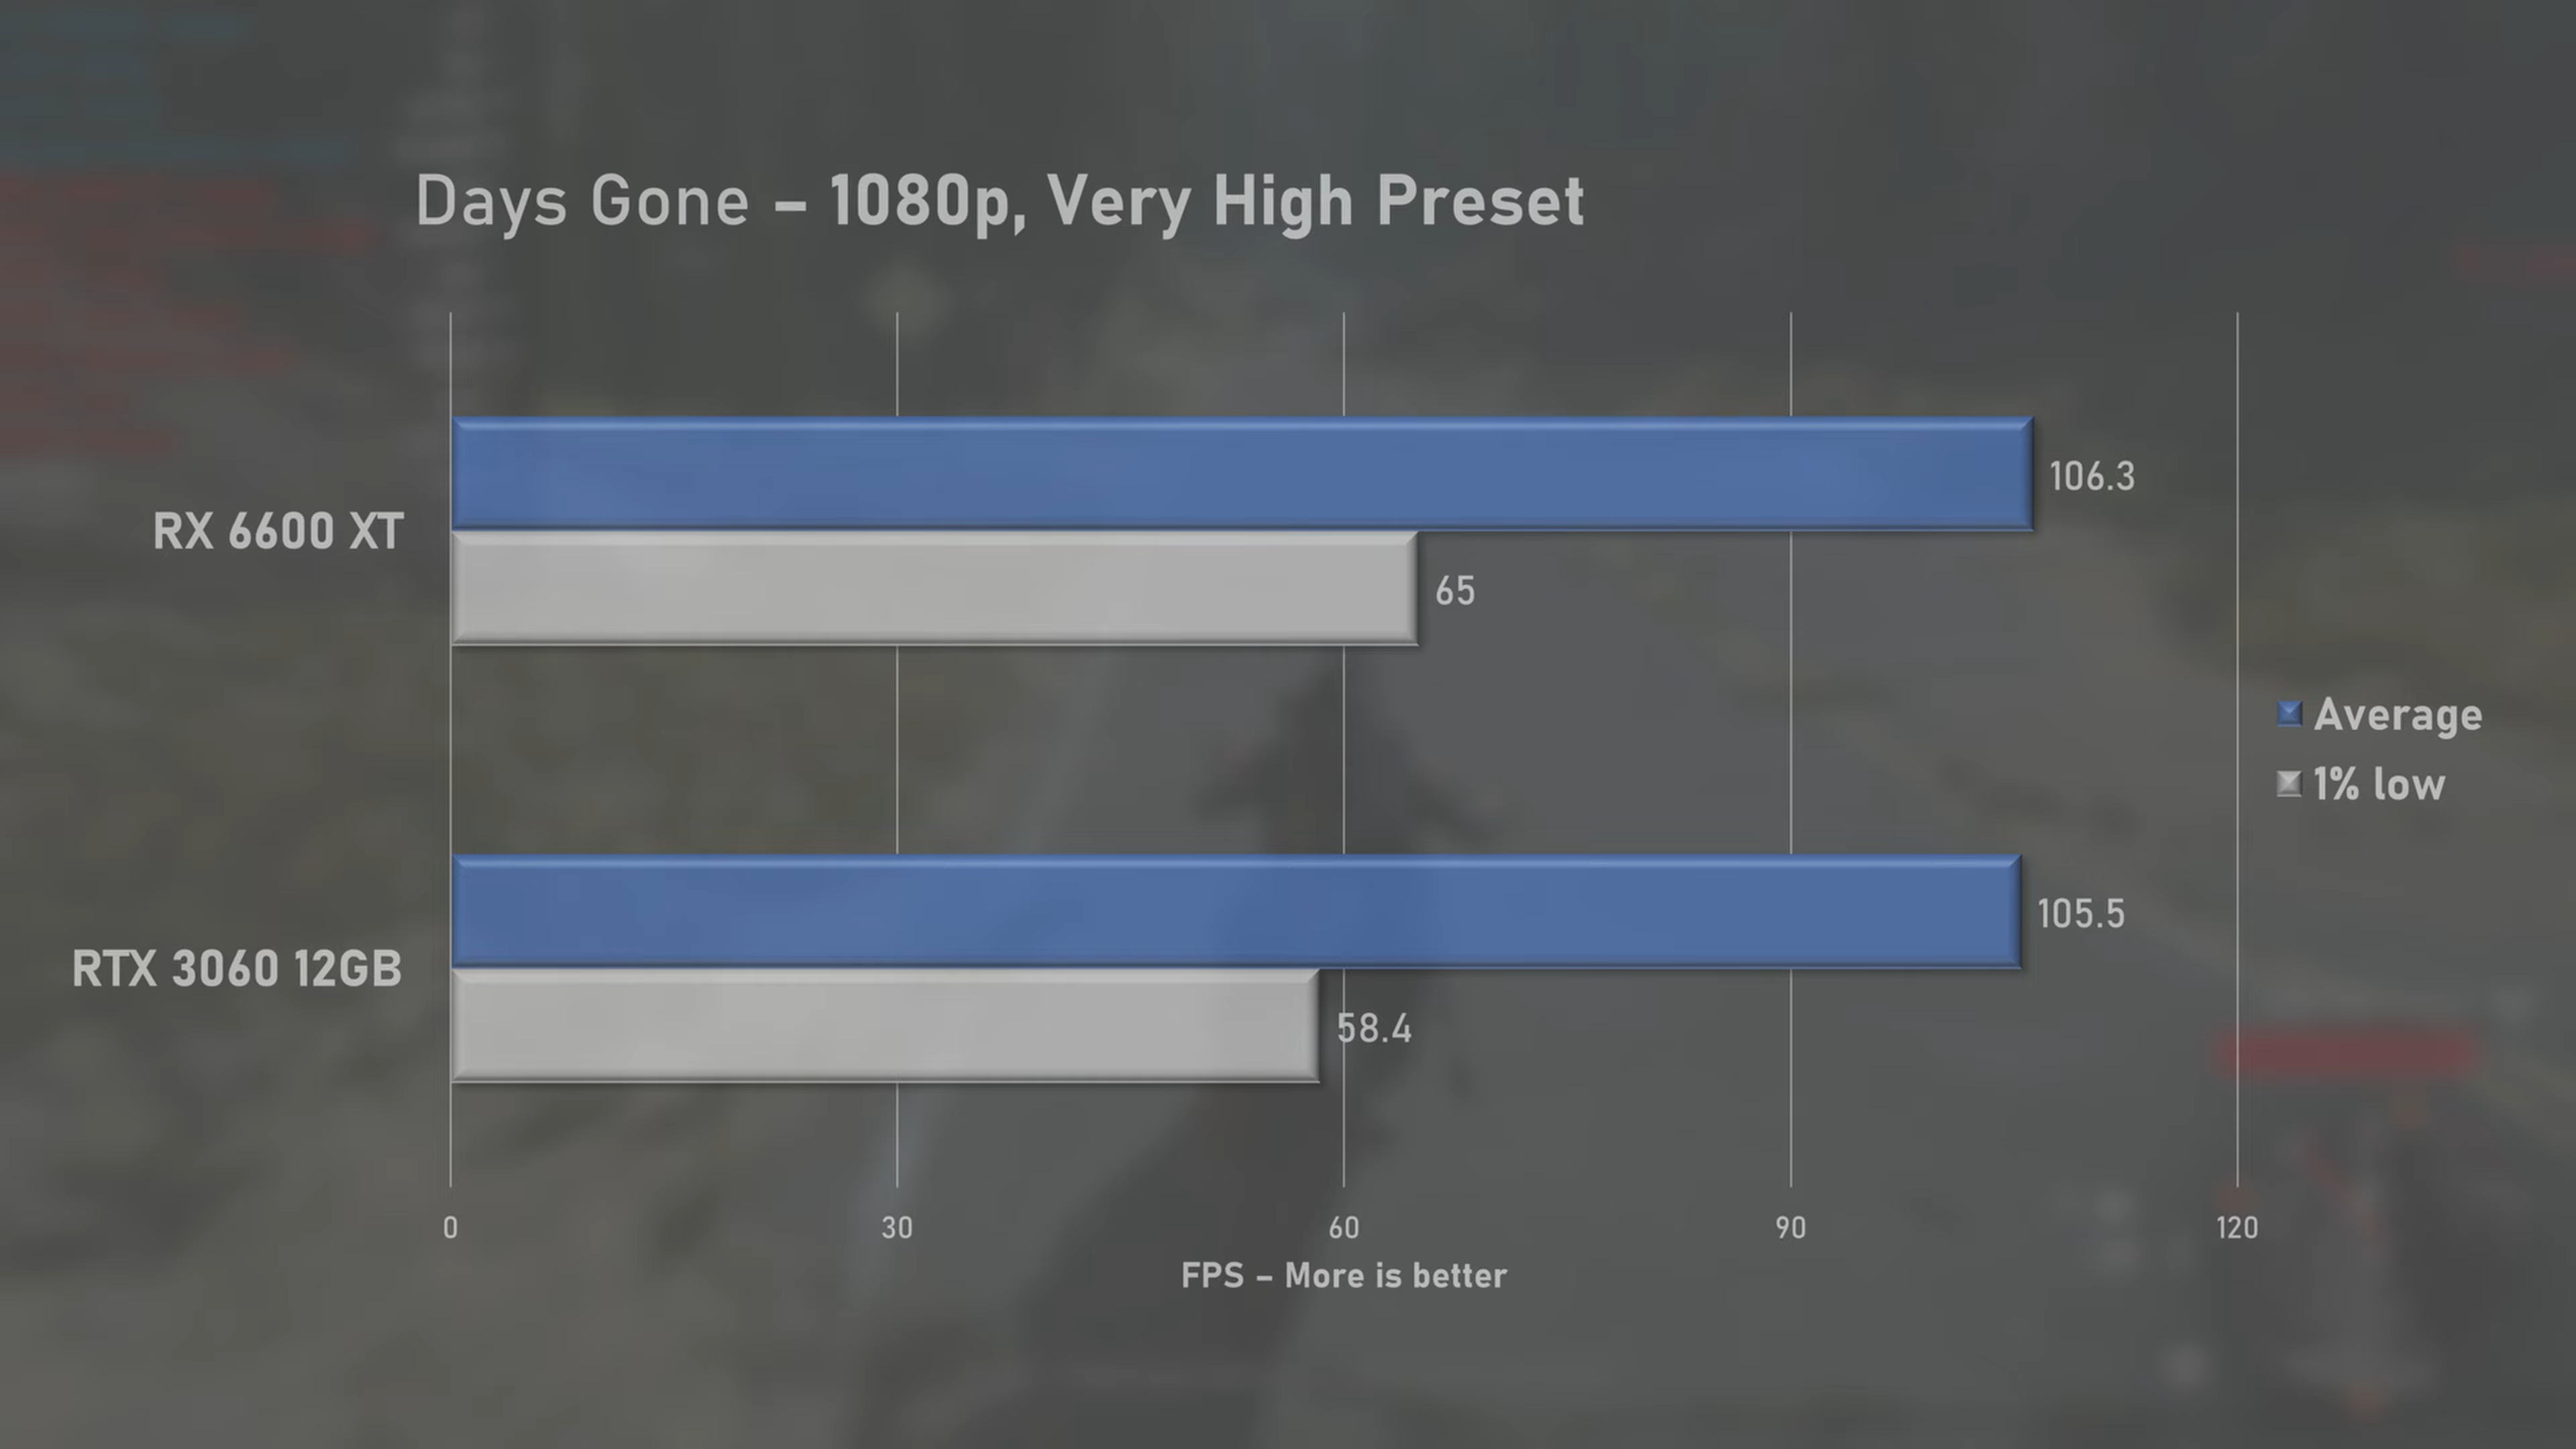 Days Gone – 1080p, Very High Preset
106.3
RX 6600 XT
65
Average
1% low
105.5
RTX 3060 12GB
58.4
0 30 60 90 120
FPS – More is better